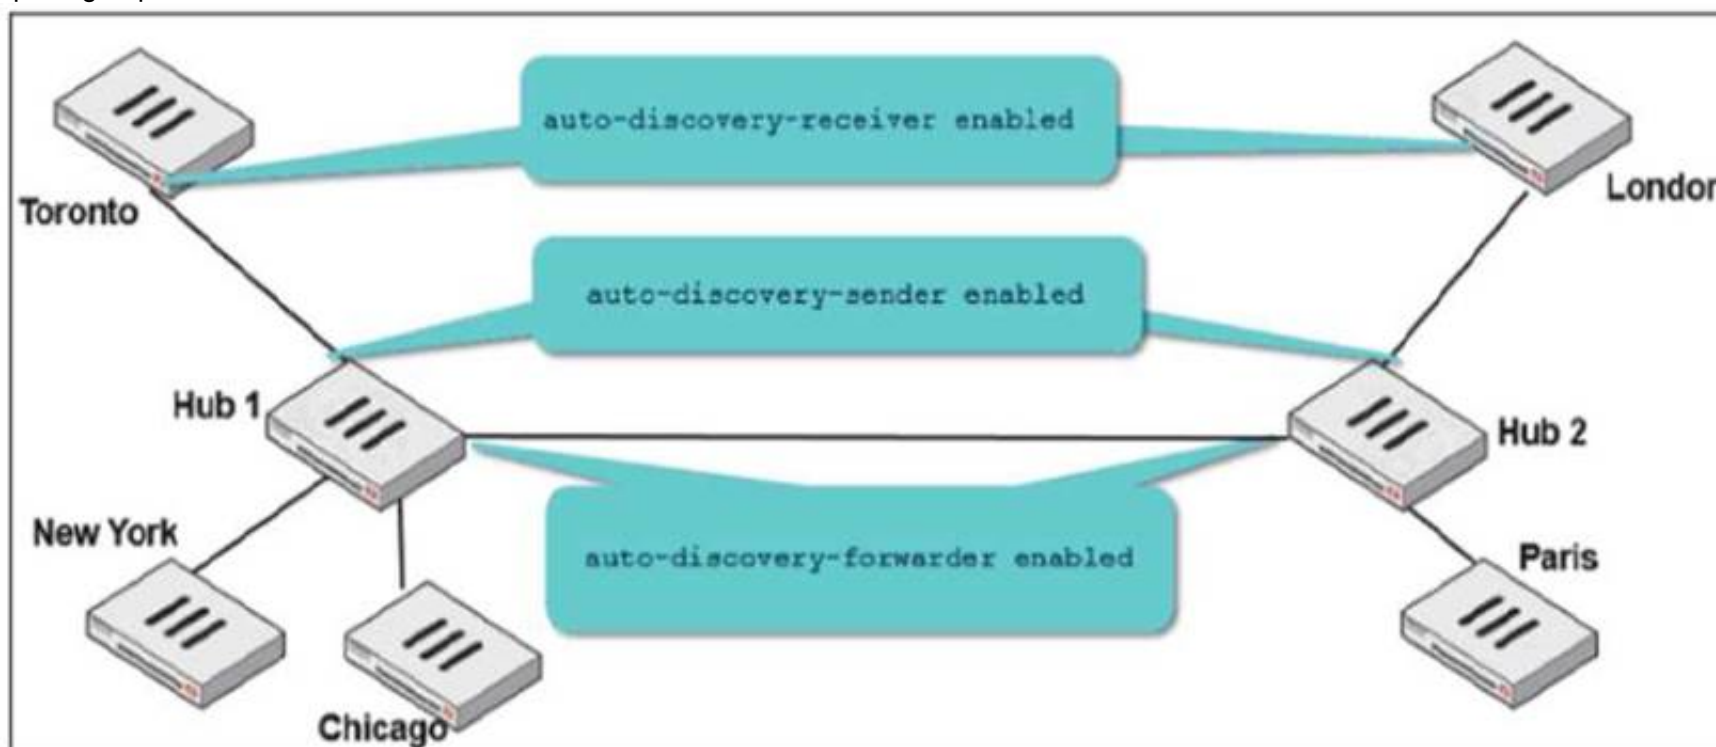 auto-discovery-receiver enabled
Toronto
London
auto-discovery-sender enabled
Hub 1
Hub 2
New York
auto-discovery-forwarder enabled
Paris
Chicago